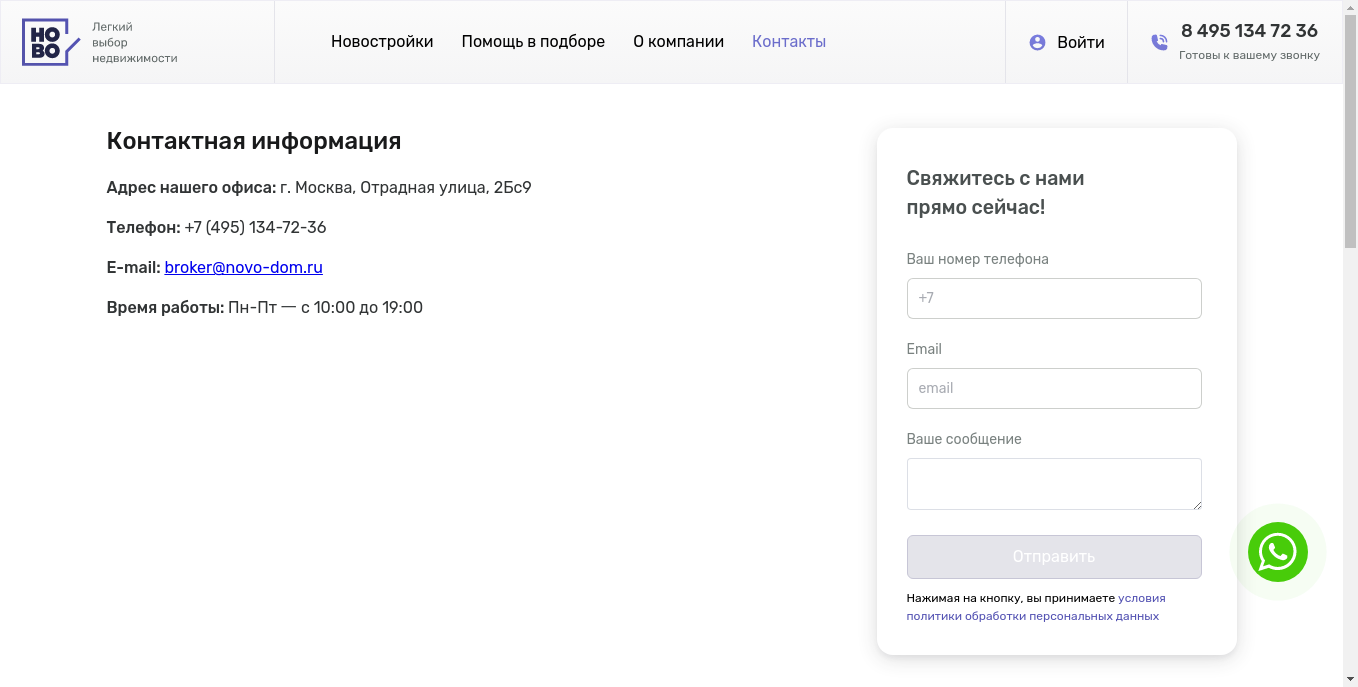 НО
ВО
Легкий
выбор
недвижимости
Новостройки
Помощь в подборе
О компании
Контакты
Войти
8 495 134 72 36
Готовы к вашему звонку
Контактная информация
Адрес нашего офиса: г. Москва, Отрадная улица, 2Бс9
Телефон: +7 (495) 134-72-36
E-mail: broker@novo-dom.ru
Время работы: Пн-Пт — с 10:00 до 19:00
Свяжитесь с нами
прямо сейчас!
Ваш номер телефона
+7
Email
email
Ваше сообщение
Отправить
Нажимая на кнопку, вы принимаете условия
политики обработки персональных данных